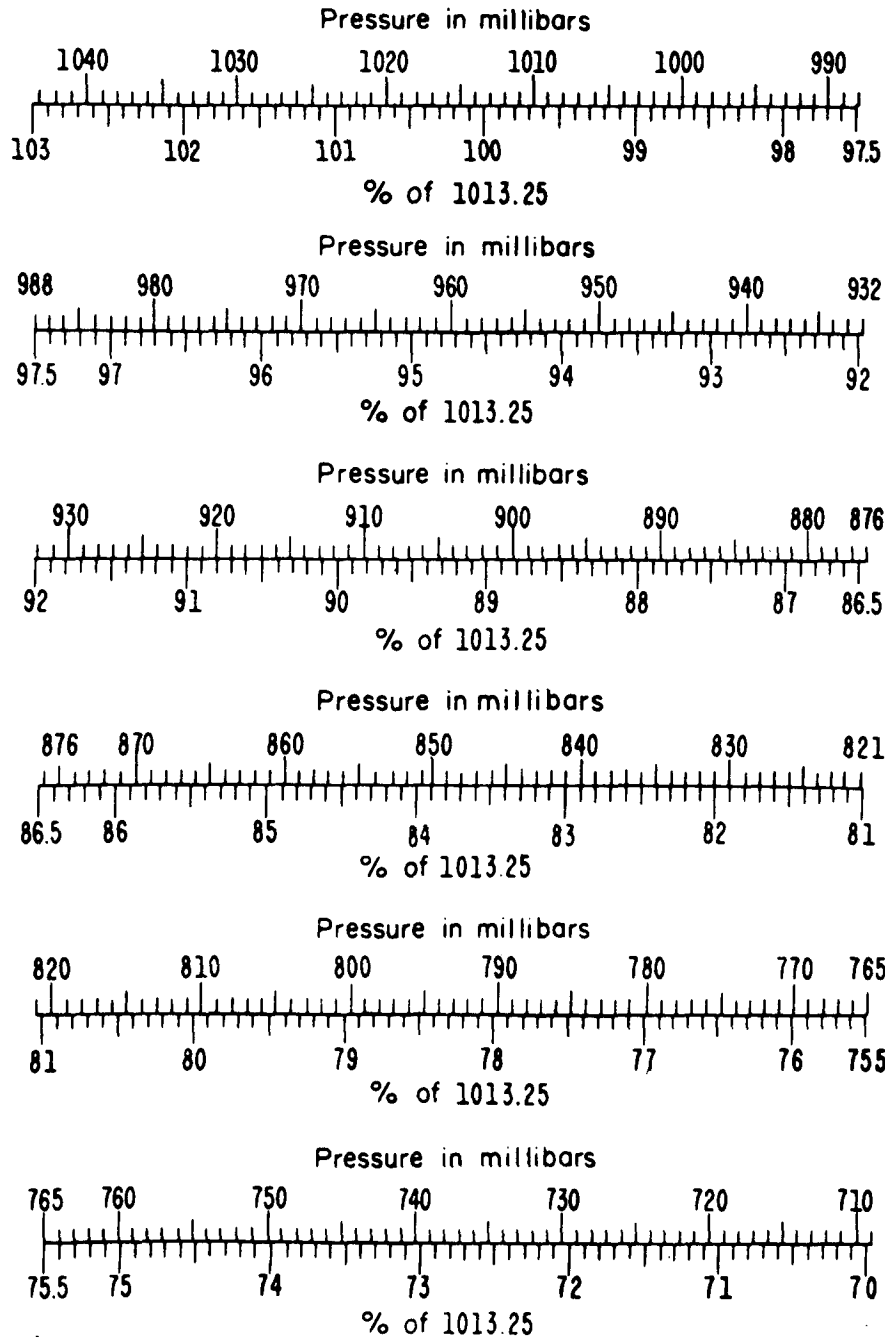 Pressure in millibars
1040 1030 1020 1010 1000 990
103 102 101 100 99 98 97.5
% of 1013.25
Pressure in millibars
988 980 970 960 950 940 932
97.5 97 96 95 94 93 92
% of 1013.25
Pressure in millibars
930 920 910 900 890 880 876
92 91 90 89 88 87 86.5
% of 1013.25
Pressure in millibars
876 870 860 850 840 830 821
86.5 86 85 84 83 82 81
% of 1013.25
Pressure in millibars
820 810 800 790 780 770 765
81 80 79 78 77 76 755
% of 1013.25
Pressure in millibars
765 760 750 740 730 720 710
75.5 75 74 73 72 71 70
% of 1013.25